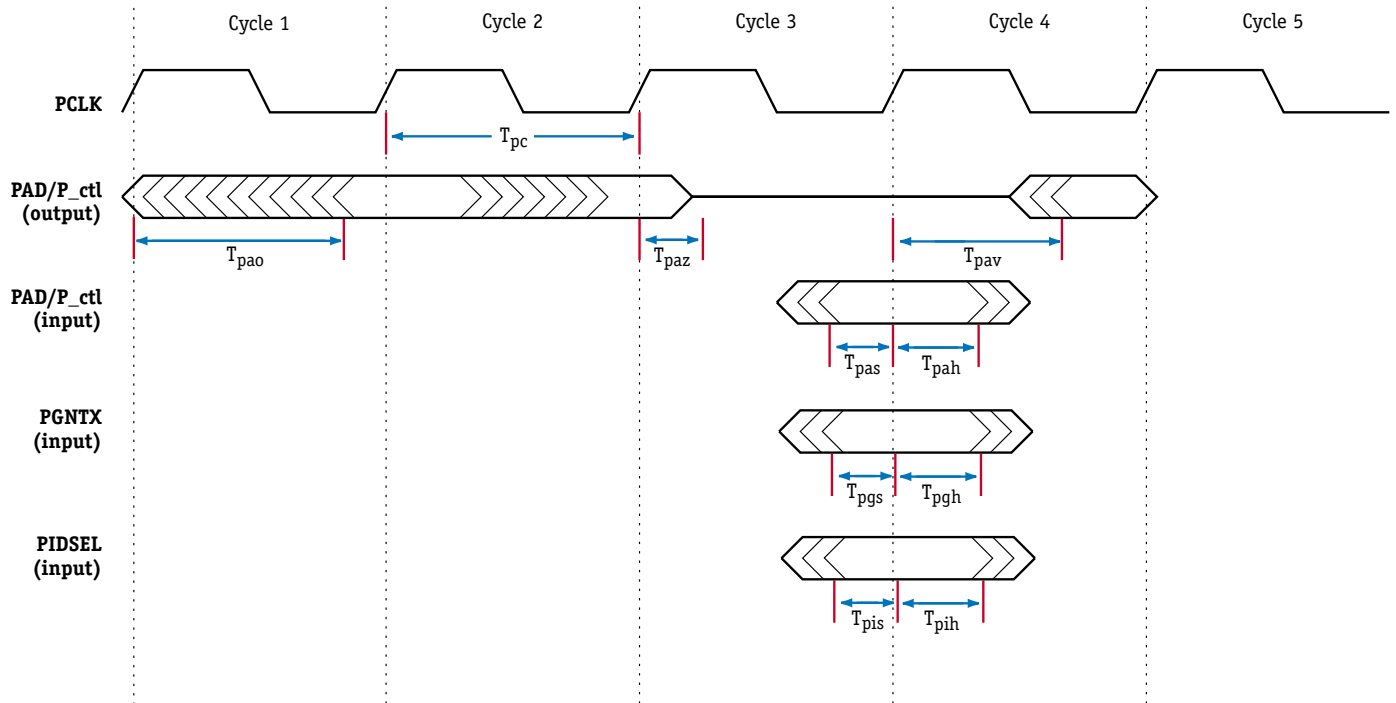 Cycle 1 Cycle 2 Cycle 3 Cycle 4 Cycle 5
PCLK
Tpc
PAD/P_ctl
(output)
Tpao Tpaz Tpav
PAD/P_ctl
(input)
Tpas Tpah
PGNTX
(input)
Tpgs Tpgh
PIDSEL
(input)
Tpis Tpih